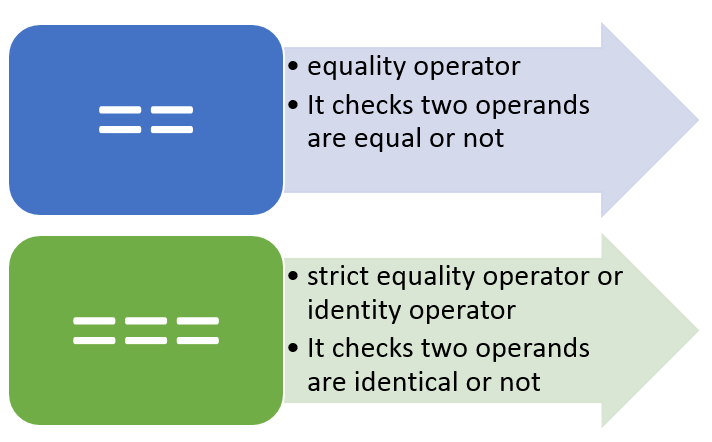 ==
• equality operator
• It checks two operands
are equal or not
===
• strict equality operator or
identity operator
• It checks two operands
are identical or not